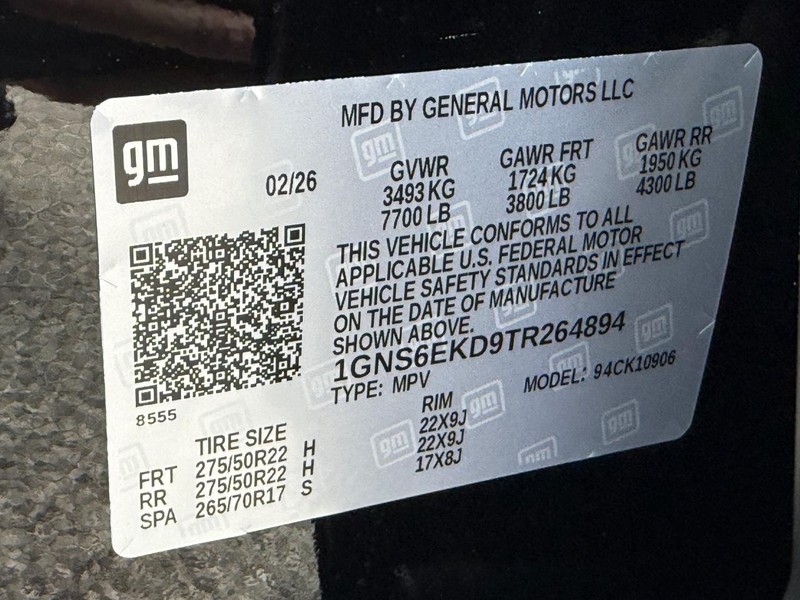 gm
MFD BY GENERAL MOTORS LLC
02/26
GVWR GAWR FRT GAWR RR
3493 KG 1724 KG 1950 KG
7700 LB 3800 LB 4300 LB
THIS VEHICLE CONFORMS TO ALL
APPLICABLE U.S. FEDERAL MOTOR
VEHICLE SAFETY STANDARDS IN EFFECT
ON THE DATE OF MANUFACTURE
SHOWN ABOVE.
1GNS6EKD9TR264894
TYPE: MPV MODEL: 94CK10906
8555
TIRE SIZE RIM
FRT 275/50R22 H 22X9J
RR 275/50R22 H 22X9J
SPA 265/70R17 S 17X8J